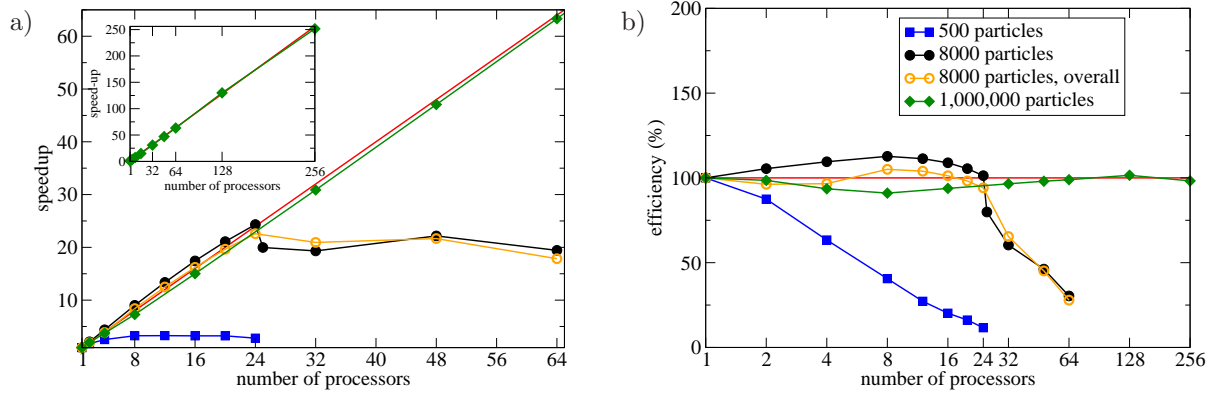 a)
speedup
60
50
40
30
20
10
1 8 16 24 32 40 48 56 64
number of processors
speed-up
250
200
150
100
50
0
1 32 64 128 256
number of processors
b)
efficiency (%)
200
150
100
50
0
1 2 4 8 16 24 32 64 128 256
number of processors
500 particles
8000 particles
8000 particles, overall
1,000,000 particles